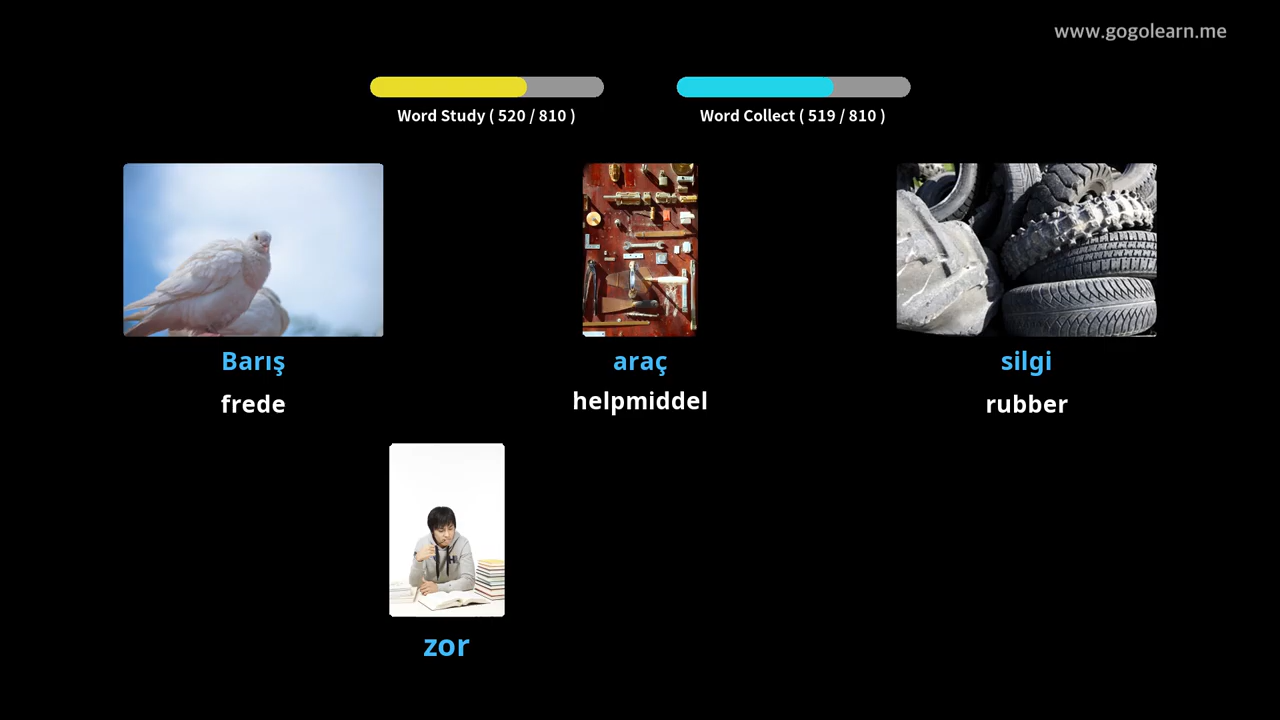 www.gogolearn.me
Word Study ( 520 / 810 )
Word Collect ( 519 / 810 )
Barış
araç
silgi
frede
helpmiddel
rubber
zor